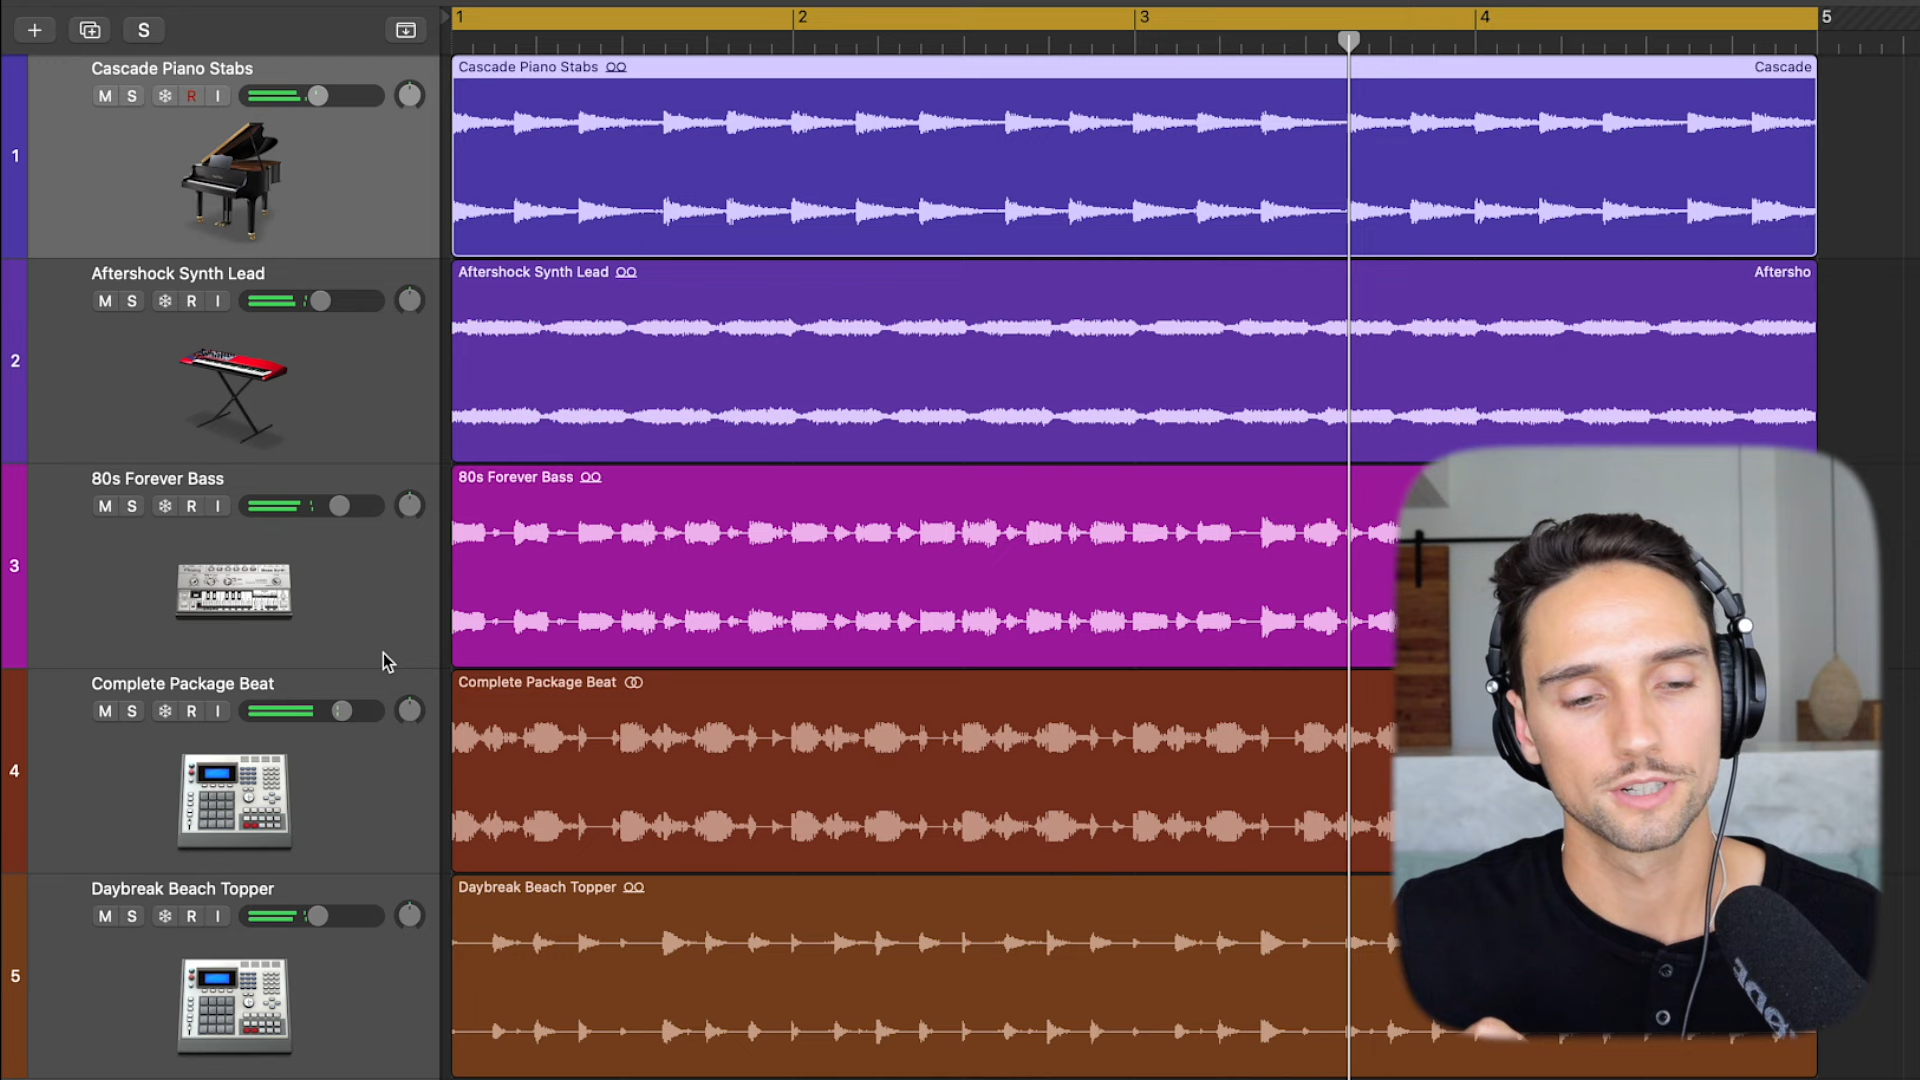 S
1 2 3 4 5
Cascade Piano Stabs
M S R I
1
Cascade Piano Stabs Cascade
Aftershock Synth Lead
M S R I
2
Aftershock Synth Lead Aftersho
80s Forever Bass
M S R I
3
80s Forever Bass
Complete Package Beat
M S R I
4
Complete Package Beat
Daybreak Beach Topper
M S R I
5
Daybreak Beach Topper